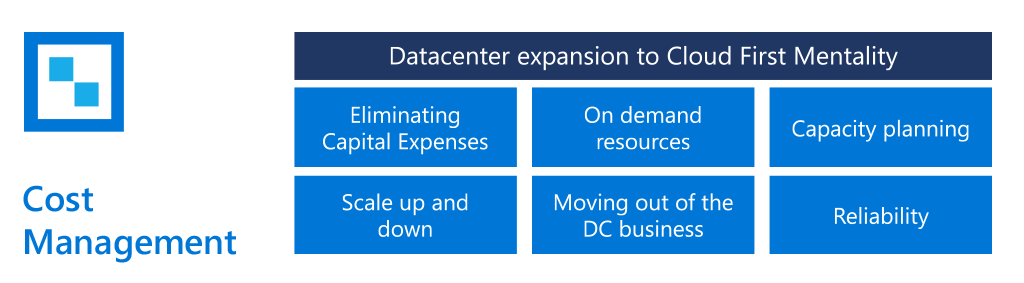 Datacenter expansion to Cloud First Mentality
Eliminating
Capital Expenses
On demand
resources
Capacity planning
Scale up and
down
Moving out of the
DC business
Reliability
Cost
Management